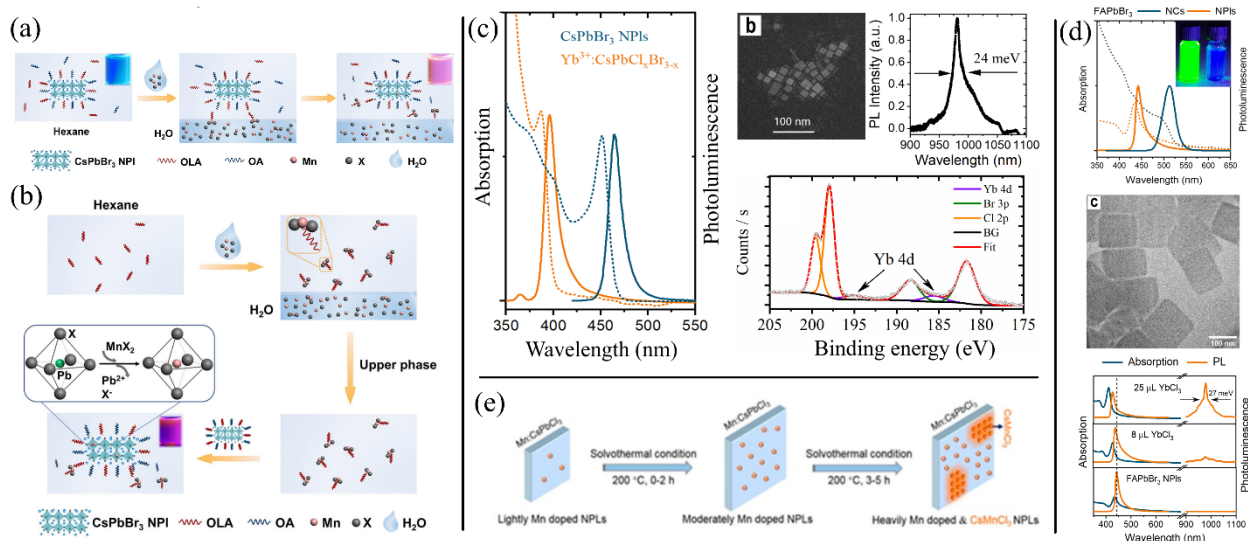 (a)
Hexane
H₂O
H₂O
CsPbBr₃ NPl OLA OA Mn X H₂O
(b)
Hexane
H₂O
X
MnX₂
Pb
Pb²⁺
X⁻
Upper phase
CsPbBr₃ NPl OLA OA Mn X H₂O
(c)
CsPbBr₃ NPLs
Yb³⁺:CsPbClₓBr₃₋ₓ
Absorption
Photoluminescence
350 400 450 500 550
Wavelength (nm)
b
100 nm
PL Intensity (a.u.)
1.0
0.8
0.6
0.4
0.2
0.0
24 meV
900 950 1000 1050 1100
Wavelength (nm)
Counts / s
Yb 4d
Br 3p
Cl 2p
BG
Fit
Yb 4d
205 200 195 190 185 180 175
Binding energy (eV)
(d)
FAPbBr₃ NCs NPLs
Absorption
Photoluminescence
350 400 450 500 550 600 650
Wavelength (nm)
c
100 nm
Absorption PL
25 µL YbCl₃
27 meV
8 µL YbCl₃
FAPbBr₃ NPLs
Absorption
Photoluminescence
400 500 600 900 1000 1100
Wavelength (nm)
(e)
Mn:CsPbCl₃
Solvothermal condition
200 °C, 0-2 h
Mn:CsPbCl₃
Solvothermal condition
200 °C, 3-5 h
Mn:CsPbCl₃
CsMnCl₃
Lightly Mn doped NPLs
Moderately Mn doped NPLs
Heavily Mn doped & CsMnCl₃ NPLs